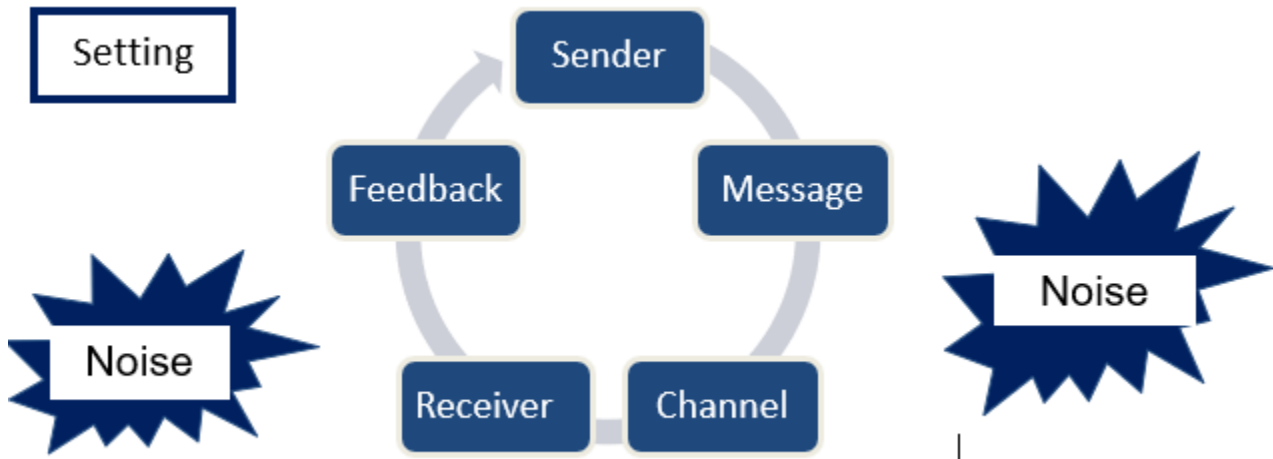 Setting
Sender
Feedback
Message
Noise
Noise
Receiver
Channel